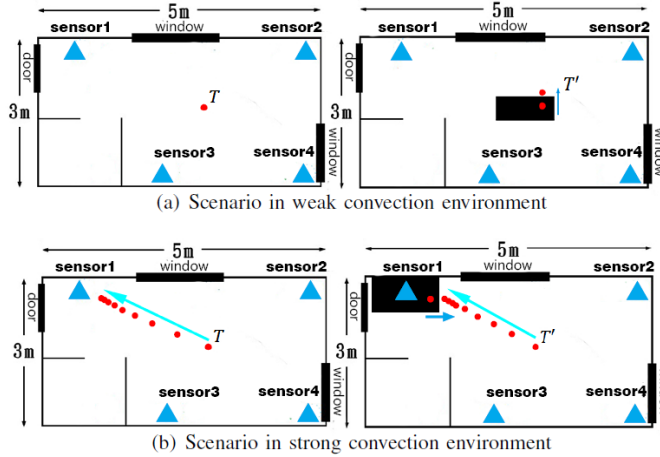 5m
5m
sensor1
window
sensor2
sensor1
window
sensor2
door
door
T
T′
3m
3m
sensor3
sensor4
window
sensor3
sensor4
window
(a) Scenario in weak convection environment
5m
5m
sensor1
window
sensor2
sensor1
window
sensor2
door
door
T
T′
3m
3m
sensor3
sensor4
window
sensor3
sensor4
window
(b) Scenario in strong convection environment